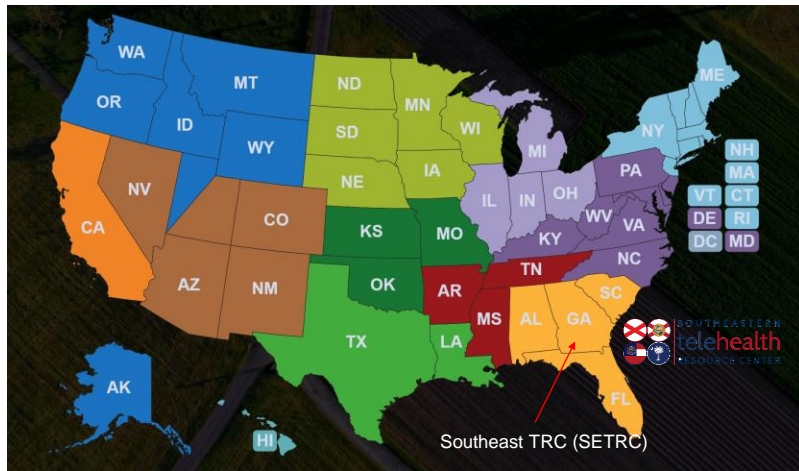 WA
MT
ND
MN
ME
OR
ID
SD
WI
NY
WY
MI
NH
MA
IA
PA
NV
NE
IL
IN
OH
VT
CT
CO
WV
DE
RI
CA
KS
MO
KY
VA
DC
MD
NC
TN
AZ
NM
OK
AR
SC
MS
AL
GA
SOUTHEASTERN
telehealth
RESOURCE CENTER
TX
LA
AK
FL
HI
Southeast TRC (SETRC)